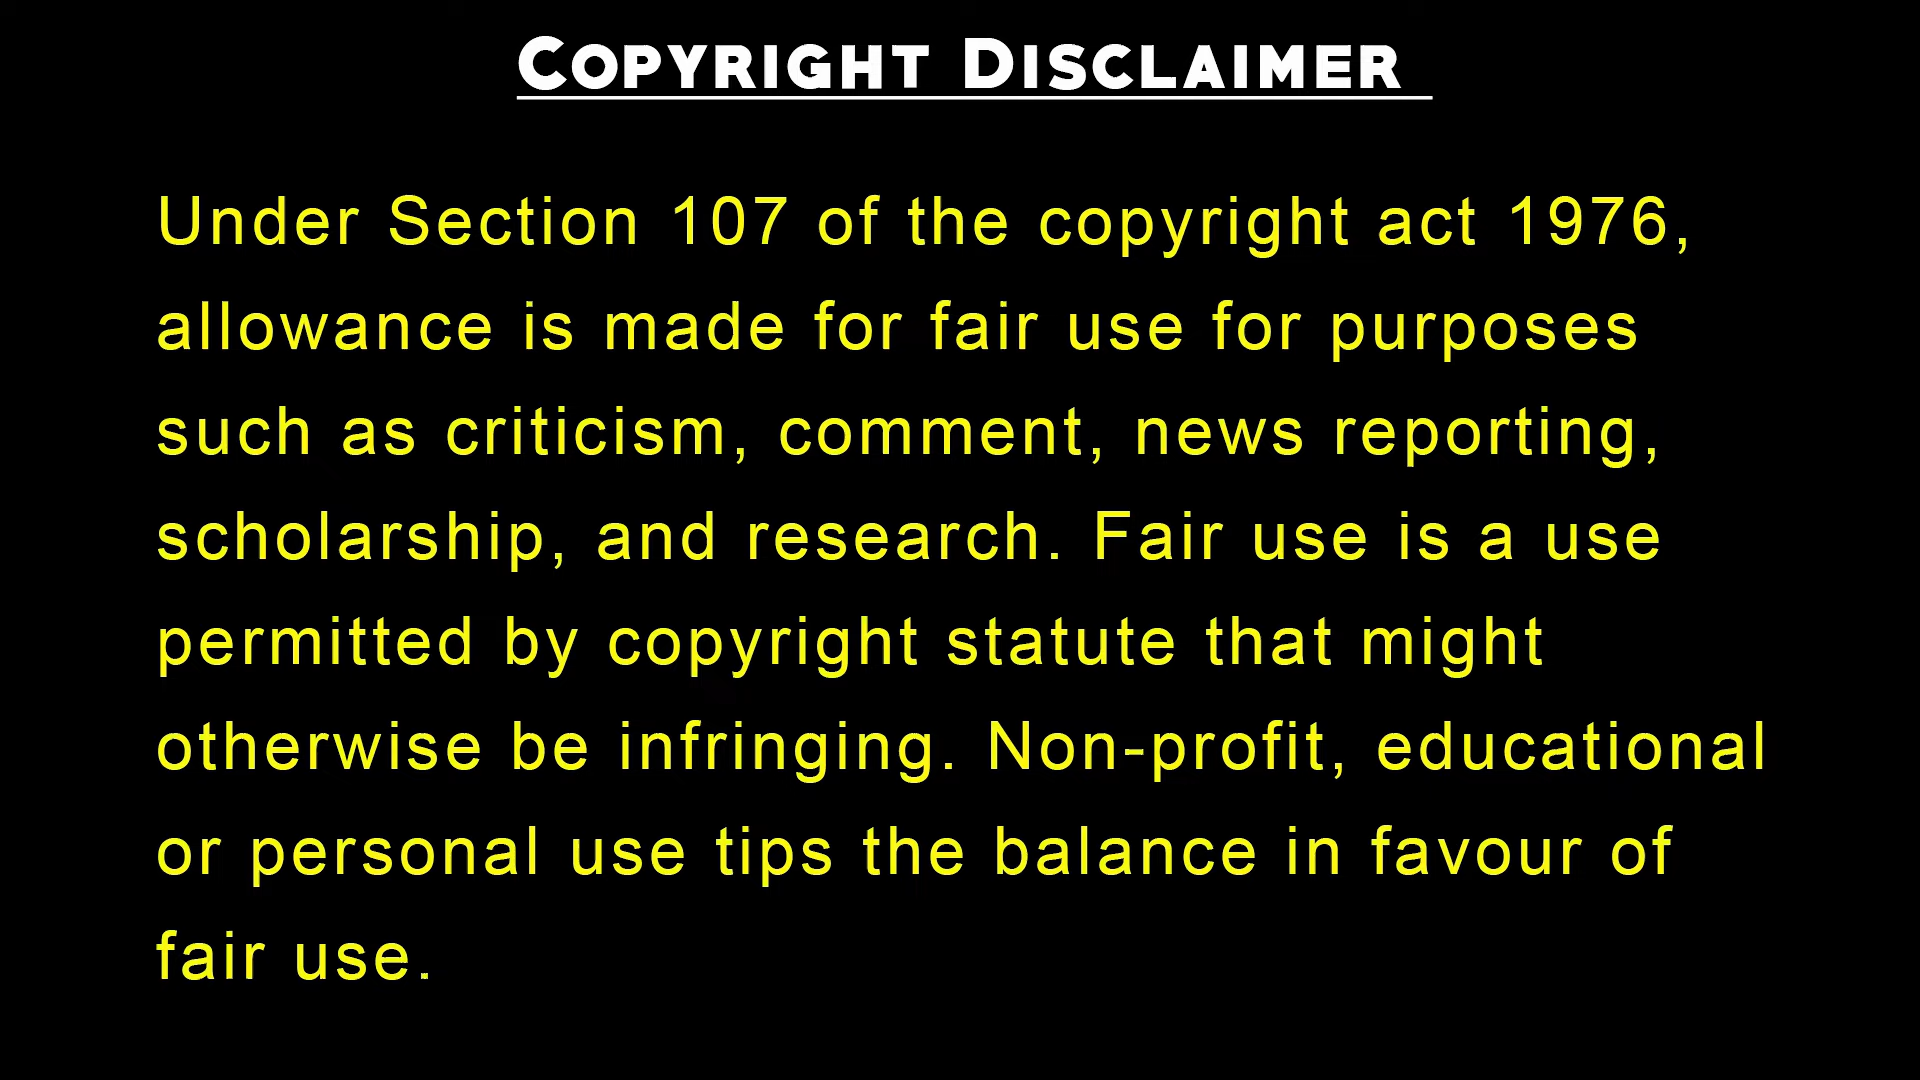 COPYRIGHT DISCLAIMER
Under Section 107 of the copyright act 1976,
allowance is made for fair use for purposes
such as criticism, comment, news reporting,
scholarship, and research. Fair use is a use
permitted by copyright statute that might
otherwise be infringing. Non-profit, educational
or personal use tips the balance in favour of
fair use.